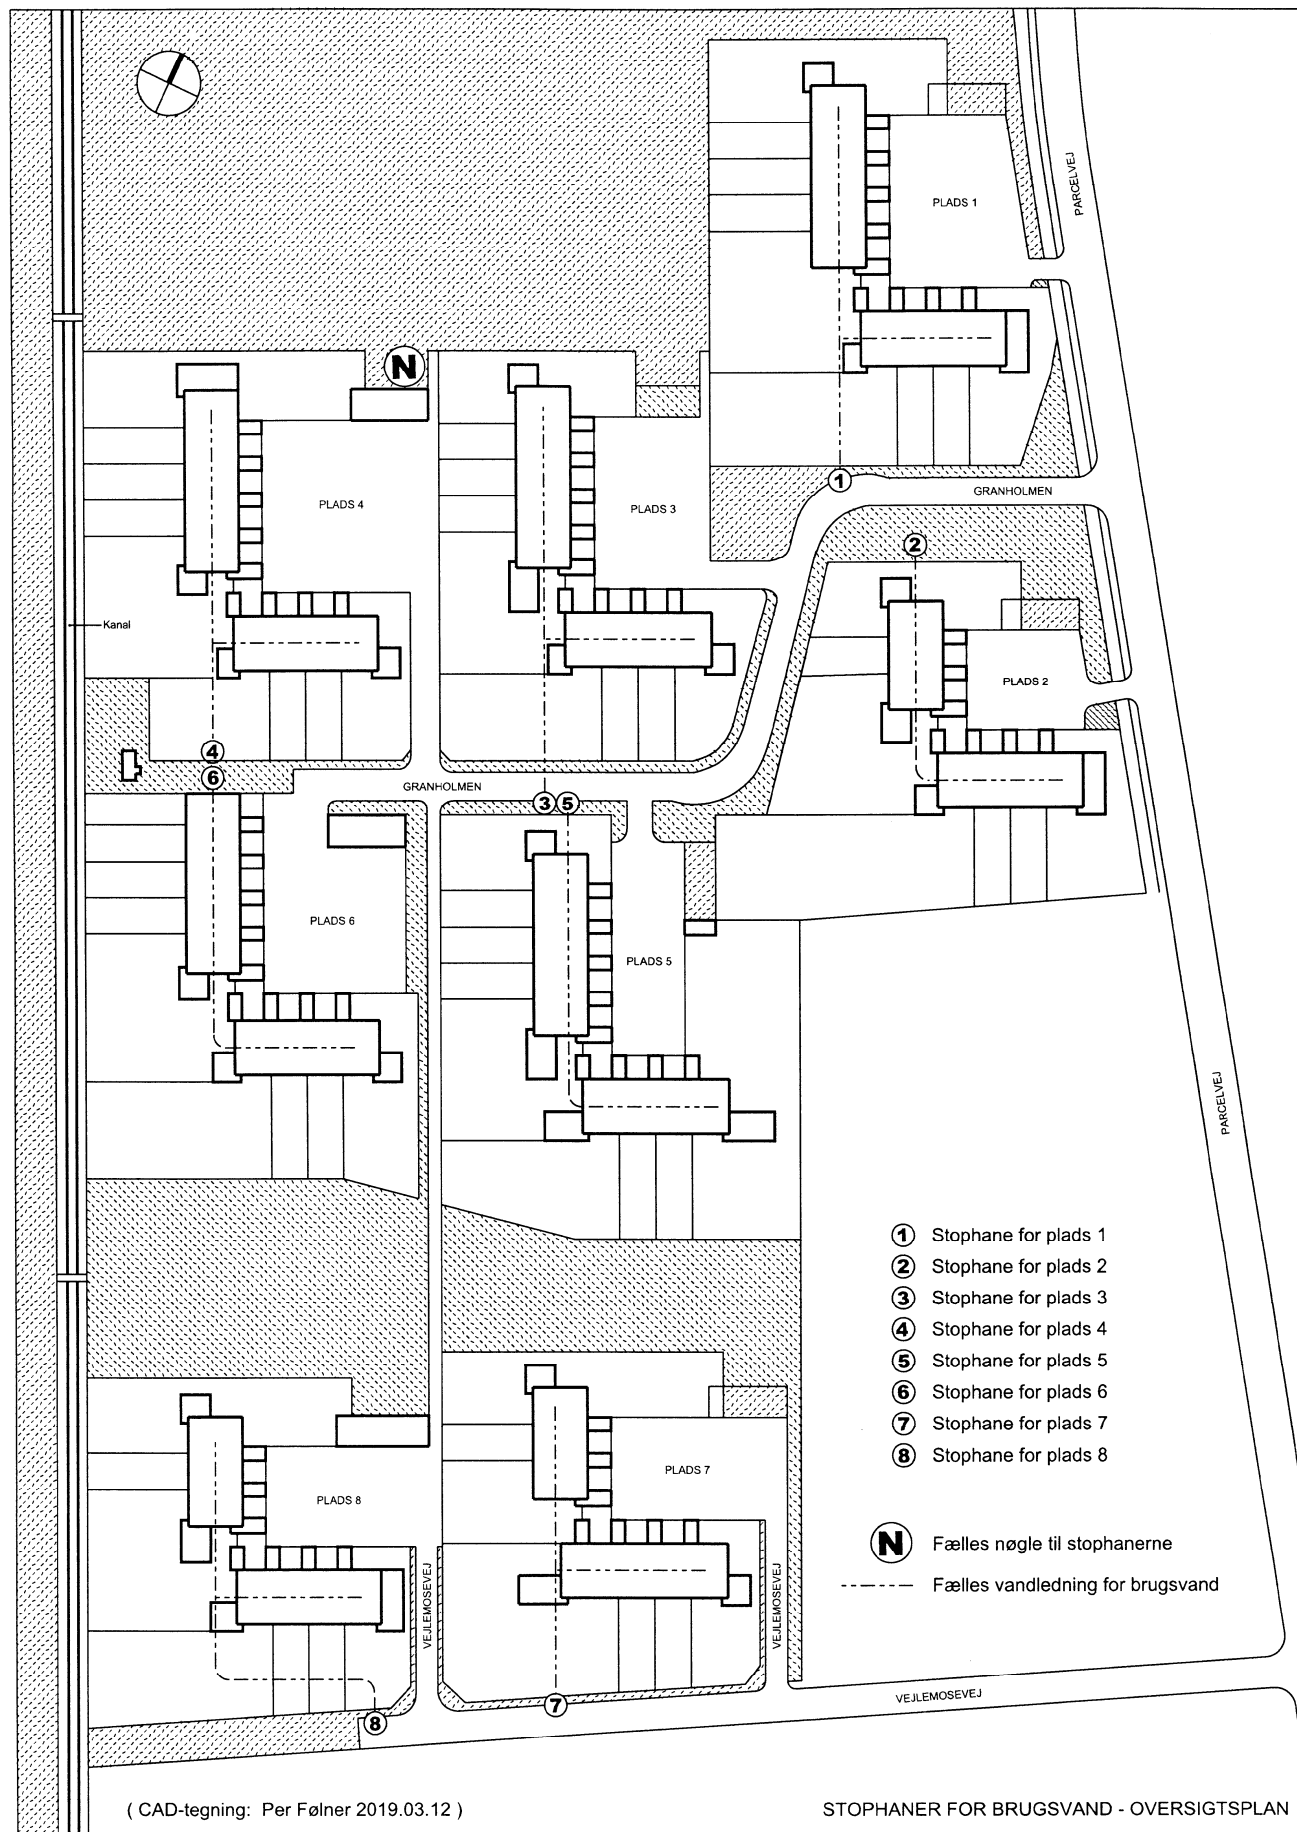 PLADS 1
PARCELVEJ
N
PLADS 4
PLADS 3
1
GRANHOLMEN
2
Kanal
PLADS 2
4
6
GRANHOLMEN
3
5
PLADS 6
PLADS 5
PARCELVEJ
1 Stophane for plads 1
2 Stophane for plads 2
3 Stophane for plads 3
4 Stophane for plads 4
5 Stophane for plads 5
6 Stophane for plads 6
7 Stophane for plads 7
8 Stophane for plads 8
PLADS 7
PLADS 8
N Fælles nøgle til stophanerne
Fælles vandledning for brugsvand
VEJLEMOSEVEJ
VEJLEMOSEVEJ
VEJLEMOSEVEJ
7
8
( CAD-tegning: Per Følner 2019.03.12 )
STOPHANER FOR BRUGSVAND - OVERSIGTSPLAN